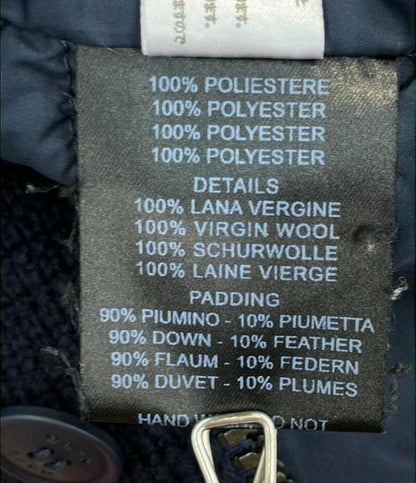 100% POLIESTERE
100% POLYESTER
100% POLYESTER
100% POLYESTER
DETAILS
100% LANA VERGINE
100% VIRGIN WOOL
100% SCHURWOLLE
100% LAINE VIERGE
PADDING
90% PIUMINO - 10% PIUMETTA
90% DOWN - 10% FEATHER
90% FLAUM - 10% FEDERN
90% DUVET - 10% PLUMES
HAND NOT